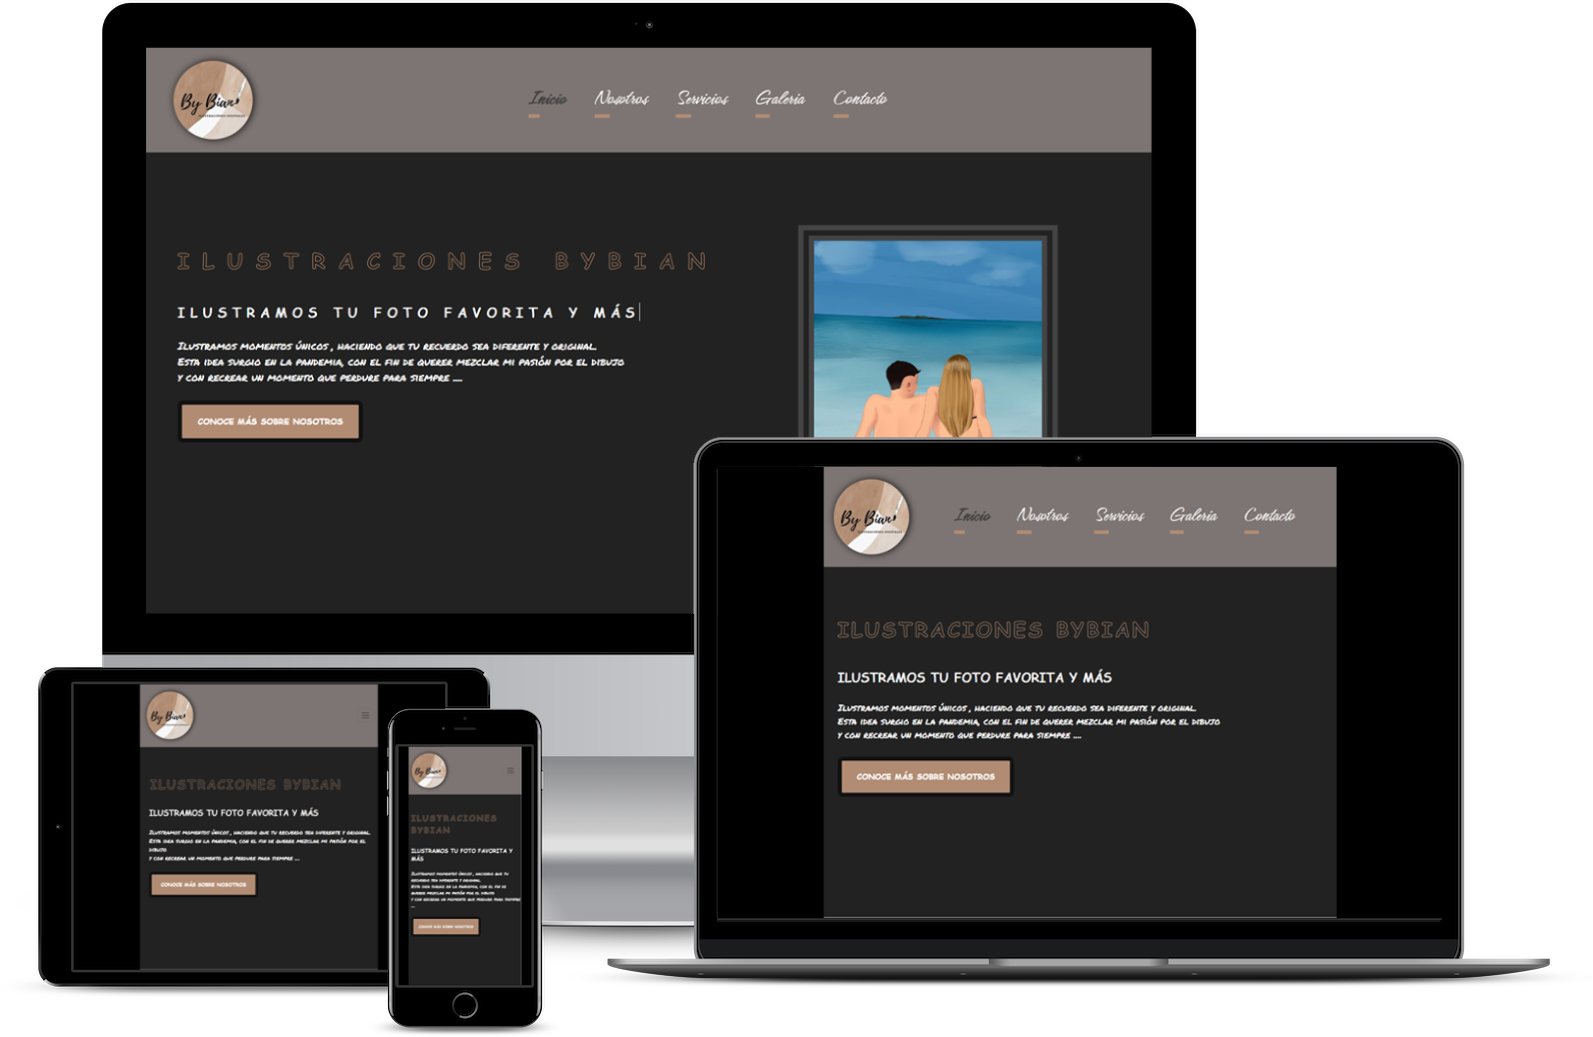 By Bian
Inicio Nosotros Servicios Galeria Contacto
ILUSTRACIONES BYBIAN
ILUSTRAMOS TU FOTO FAVORITA Y MÁS
Ilustramos momentos únicos , haciendo que tu recuerdo sea diferente y original.
Esta idea surgio en la pandemia, con el fin de querer mezclar mi pasión por el dibujo
y con recrear un momento que perdure para siempre ....
CONOCE MÁS SOBRE NOSOTROS
By Bian
Inicio Nosotros Servicios Galeria Contacto
ILUSTRACIONES BYBIAN
ILUSTRAMOS TU FOTO FAVORITA Y MÁS
Ilustramos momentos únicos , haciendo que tu recuerdo sea diferente y original.
Esta idea surgio en la pandemia, con el fin de querer mezclar mi pasión por el dibujo
y con recrear un momento que perdure para siempre ....
CONOCE MÁS SOBRE NOSOTROS
By Bian
ILUSTRACIONES BYBIAN
ILUSTRAMOS TU FOTO FAVORITA Y MÁS
Ilustramos momentos únicos , haciendo que tu recuerdo sea diferente y original.
Esta idea surgio en la pandemia, con el fin de querer mezclar mi pasión por el
dibujo
y con recrear un momento que perdure para siempre ....
CONOCE MÁS SOBRE NOSOTROS
By Bian
ILUSTRACIONES
BYBIAN
ILUSTRAMOS TU FOTO FAVORITA Y
MÁS
Ilustramos momentos únicos , haciendo que tu
recuerdo sea diferente y original.
Esta idea surgio en la pandemia, con el fin de
querer mezclar mi pasión por el dibujo
y con recrear un momento que perdure para siempre
....
CONOCE MÁS SOBRE NOSOTROS